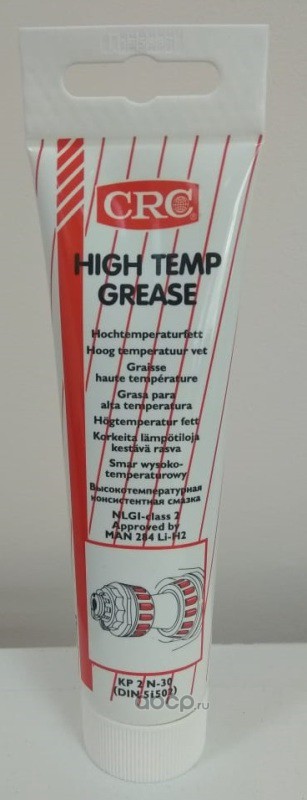 CRC
HIGH TEMP
GREASE
Hochtemperaturfett
Hoog temperatuur vet
Graisse
haute température
Grasa para
alta temperatura
Högtemperatur fett
Korkeita lämpötiloja
kestävä rasva
Smar wysoko-
temperaturowy
Высокотемпературная
консистентная смазка
NLGI-class 2
Approved by
MAN 284 Li-H2
KP 2 N-30
(DIN 51502)